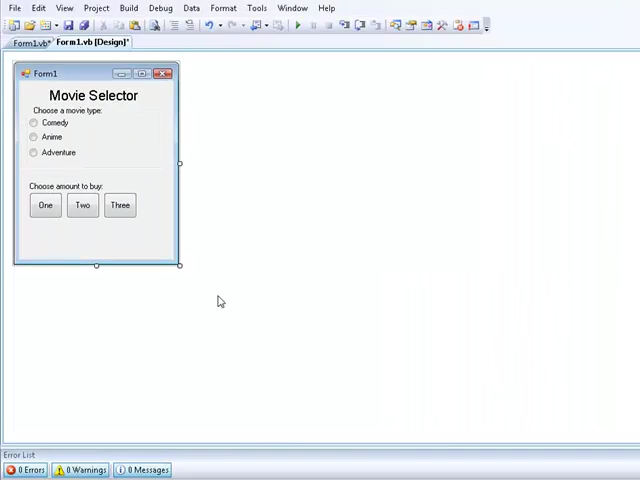 File Edit View Project Build Debug Data Format Tools Window Help
Form1.vb* Form1.vb [Design]*
Form1
Movie Selector
Choose a movie type:
Comedy
Anime
Adventure
Choose amount to buy:
One Two Three
Error List
0 Errors 0 Warnings 0 Messages